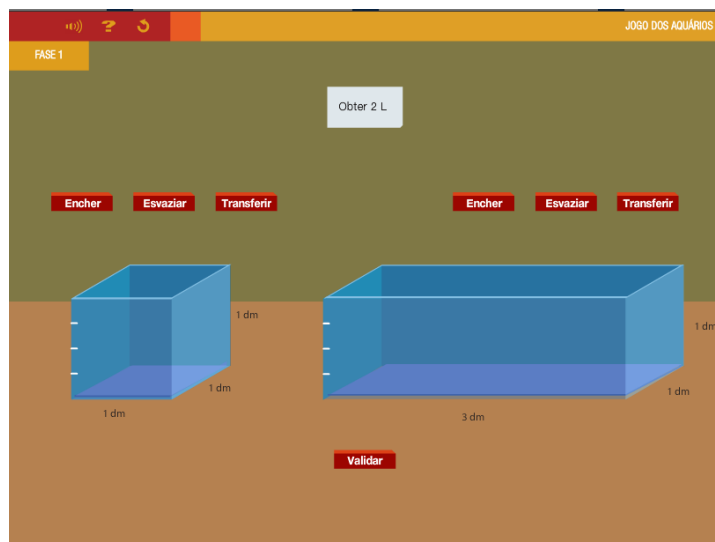 JOGO DOS AQUÁRIOS
FASE 1
Obter 2 L
Encher Esvaziar Transferir
Encher Esvaziar Transferir
1 dm
1 dm
1 dm
1 dm
1 dm
3 dm
Validar